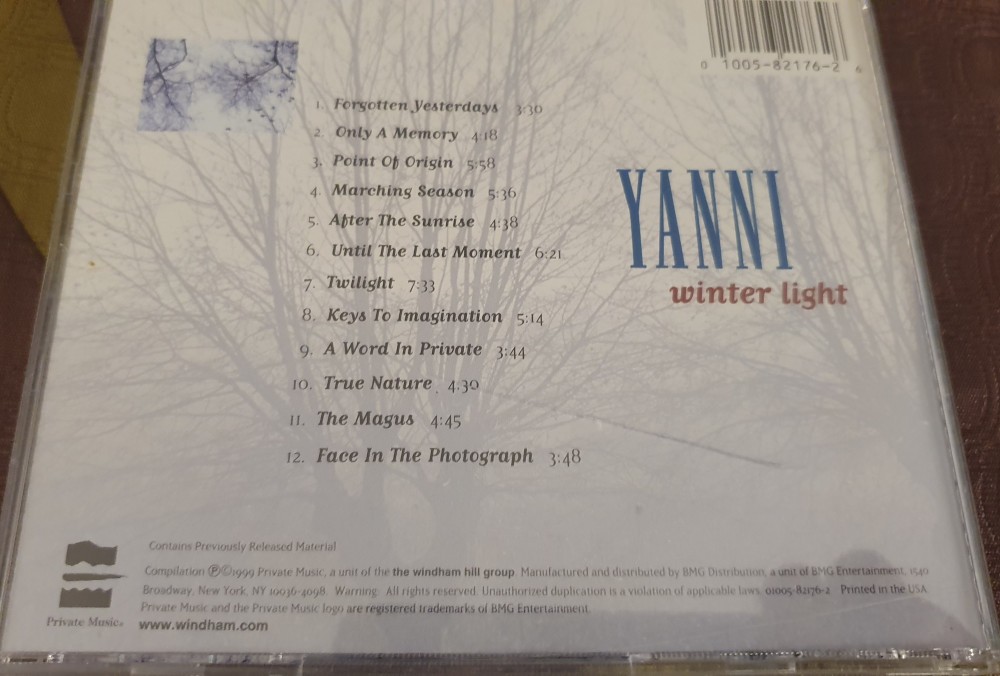 0 1005-82176-2 6
1. Forgotten Yesterdays 3:30
2. Only A Memory 4:18
3. Point Of Origin 5:58
4. Marching Season 5:36
5. After The Sunrise 4:38
6. Until The Last Moment 6:21
7. Twilight 7:33
8. Keys To Imagination 5:14
9. A Word In Private 3:44
10. True Nature 4:30
11. The Magus 4:45
12. Face In The Photograph 3:48
YANNI
winter light
Contains Previously Released Material
Compilation ℗©1999 Private Music, a unit of the the windham hill group. Manufactured and distributed by BMG Distribution, a unit of BMG Entertainment, 1540
Broadway, New York, NY 10036-4098. Warning: All rights reserved. Unauthorized duplication is a violation of applicable laws. 01005-82176-2 Printed in the USA
Private Music and the Private Music logo are registered trademarks of BMG Entertainment
Private Music®
www.windham.com